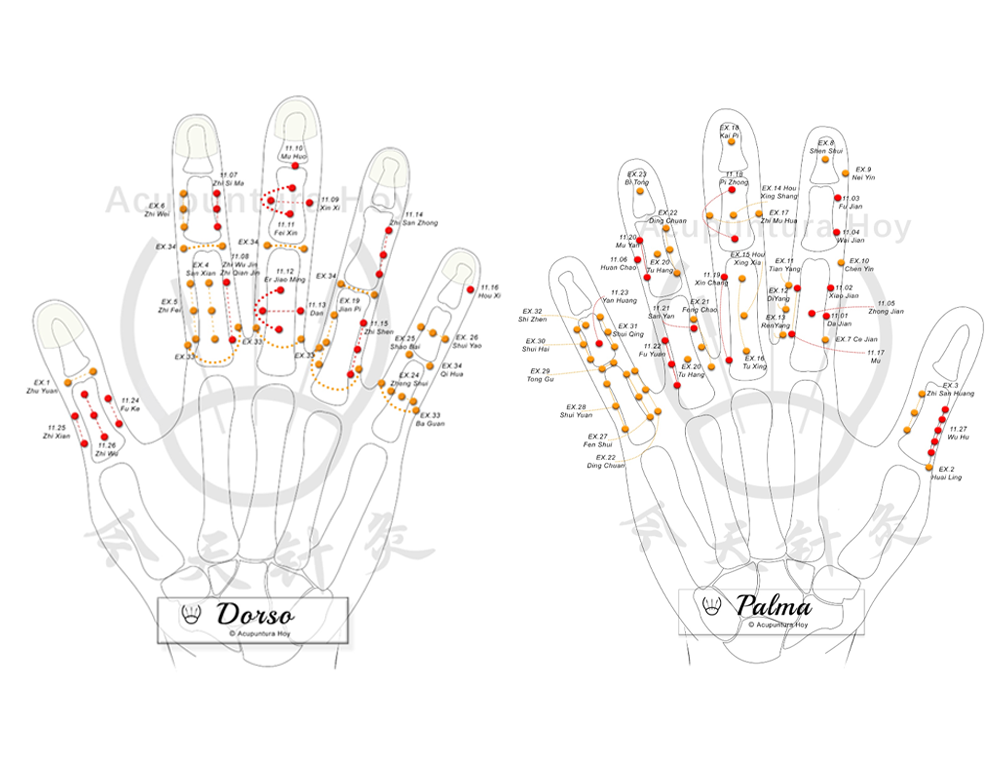 11.10
Mu Huo
11.07
Zhi Si Ma
EX.6
Zhi Wei
11.09
Xin Xi
11.11
Fei Xin
11.14
Zhi San Zhong
EX.34
EX.34
11.08
Zhi Wu Jin
Zhi Qian Jin
EX.4
San Xian
11.12
Er Jiao Ming
EX.34
11.16
Hou Xi
EX.5
Zhi Fei
11.13
Dan
EX.19
Jian Pi
11.15
Zhi Shen
EX. 26
Shui Yao
EX.25
Shao Bai
EX.33
EX.33
EX.33
EX.34
Qi Hua
EX.24
Zheng Shui
EX.33
Ba Guan
EX.1
Zhu Yuan
11.24
Fu Ke
11.25
Zhi Xian
11.26
Zhi Wu
Acupuntura Hoy
天针灸
Dorso
© Acupuntura Hoy
EX.18
Kai Pi
EX.8
Shen Shui
EX.9
Nei Yin
EX.23
Bi Tong
11.18
Pi Zhong
EX.14 Hou
Xing Shang
11.03
Fu Jian
EX.22
Ding Chuan
EX.17
Zhi Mu Hua
11.20
Mu Yan
11.04
Wai Jian
11.06
Huan Chao
EX.20
Tu Hang
EX.15 Hou
Xing Xia
EX.11
Tian Yang
EX.10
Chen Yin
11.19
Xin Chang
11.23
Yan Huang
11.21
San Yan
EX.21
Feng Chao
EX.12
DiYang
11.02
Xiao Jian
11.05
Zhong Jian
EX.32
Shi Zhen
EX.31
Shui Qing
EX.13
RenYang
11.01
Da Jian
EX.30
Shui Hai
11.22
Fu Yuan
EX.7 Ce Jian
11.17
Mu
EX.16
Tu Xing
EX.29
Tong Gu
EX.20
Tu Hang
EX.3
Zhi San Huang
EX.28
Shui Yuan
11.27
Wu Hu
EX.27
Fen Shui
EX.22
Ding Chuan
EX.2
Huai Ling
Acupuntura Hoy
天针灸
Palma
© Acupuntura Hoy